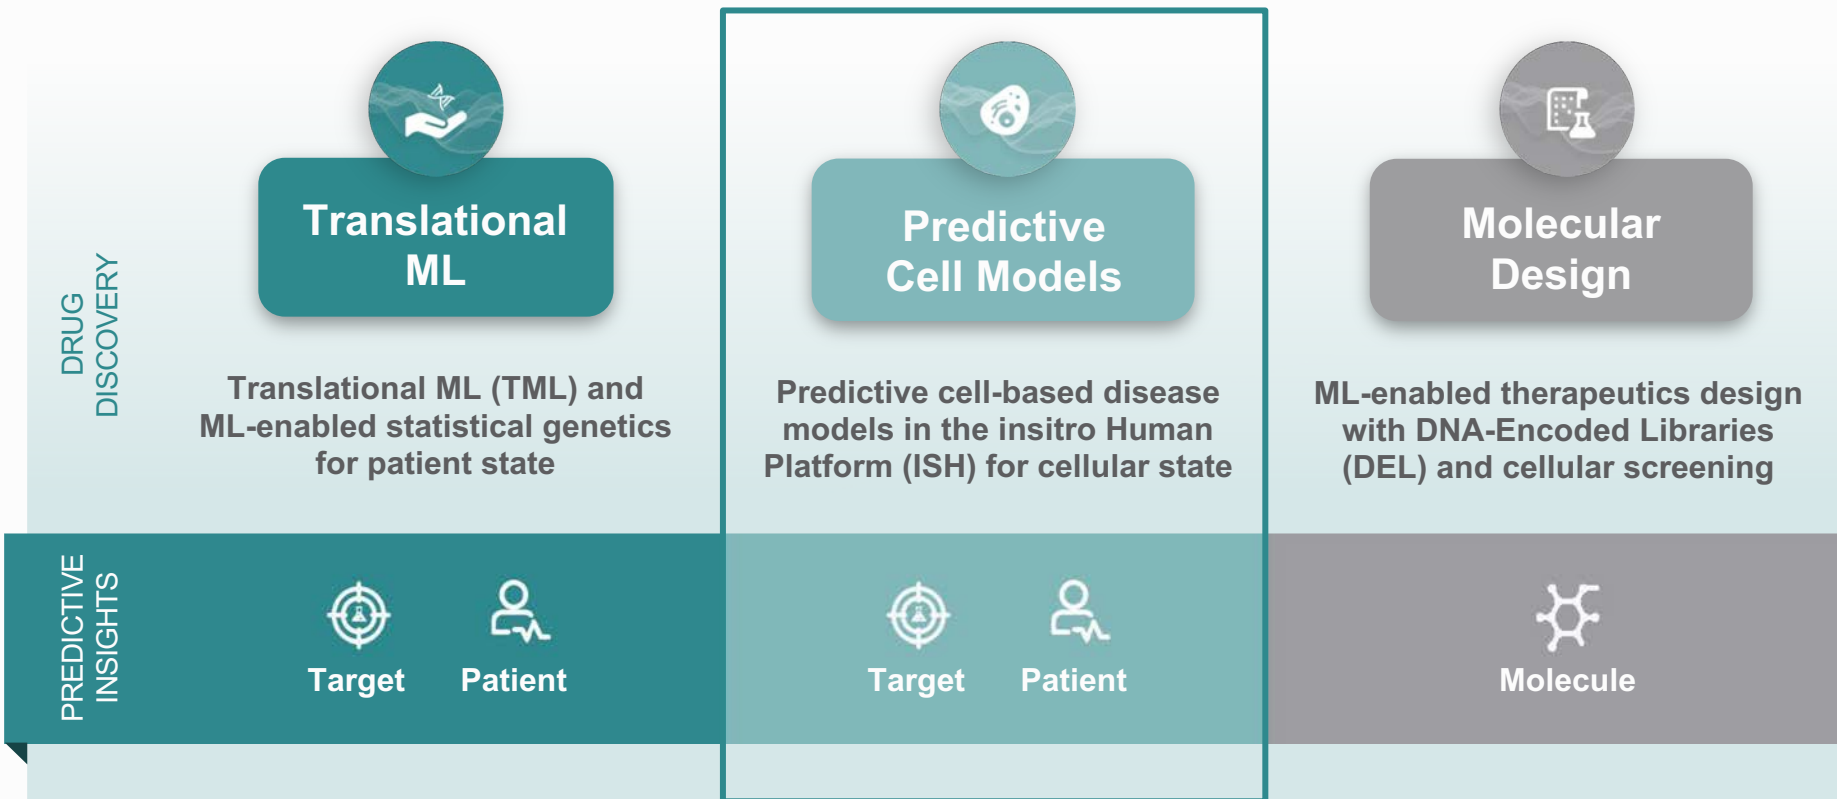 DRUG
DISCOVERY
Translational
ML
Translational ML (TML) and
ML-enabled statistical genetics
for patient state
Predictive
Cell Models
Predictive cell-based disease
models in the insitro Human
Platform (ISH) for cellular state
Molecular
Design
ML-enabled therapeutics design
with DNA-Encoded Libraries
(DEL) and cellular screening
PREDICTIVE
INSIGHTS
Target
Patient
Target
Patient
Molecule